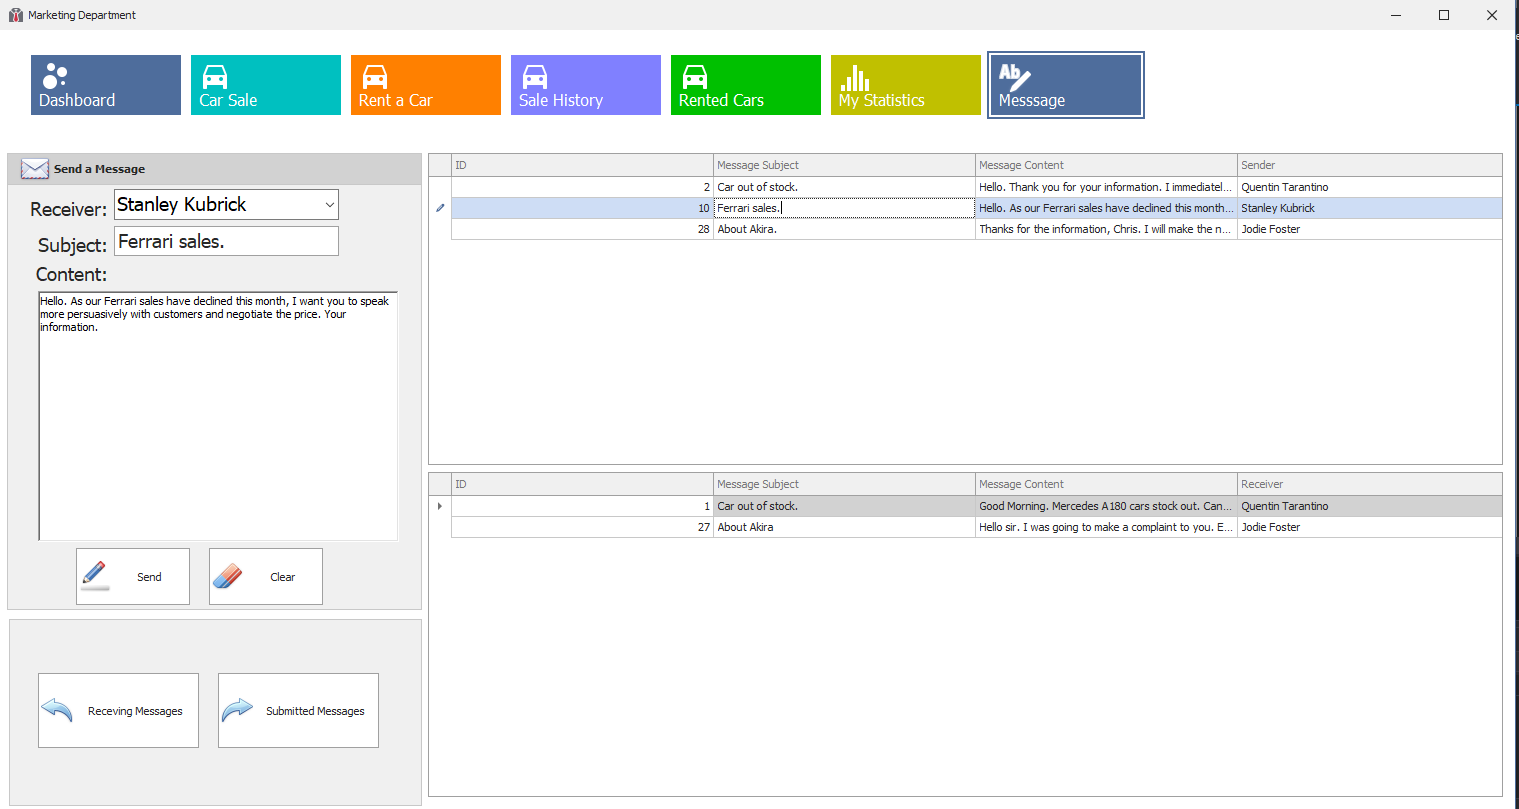 Marketing Department
Dashboard
Car Sale
Rent a Car
Sale History
Rented Cars
My Statistics
Ab
Messsage
Send a Message
Receiver: Stanley Kubrick
Subject: Ferrari sales.
Content:
Hello. As our Ferrari sales have declined this month, I want you to speak
more persuasively with customers and negotiate the price. Your
information.
Send
Clear
Receving Messages
Submitted Messages
ID Message Subject Message Content Sender
2 Car out of stock. Hello. Thank you for your information. I immediatel... Quentin Tarantino
10 Ferrari sales. Hello. As our Ferrari sales have declined this month... Stanley Kubrick
28 About Akira. Thanks for the information, Chris. I will make the n... Jodie Foster
ID Message Subject Message Content Receiver
1 Car out of stock. Good Morning. Mercedes A180 cars stock out. Can... Quentin Tarantino
27 About Akira Hello sir. I was going to make a complaint to you. E... Jodie Foster